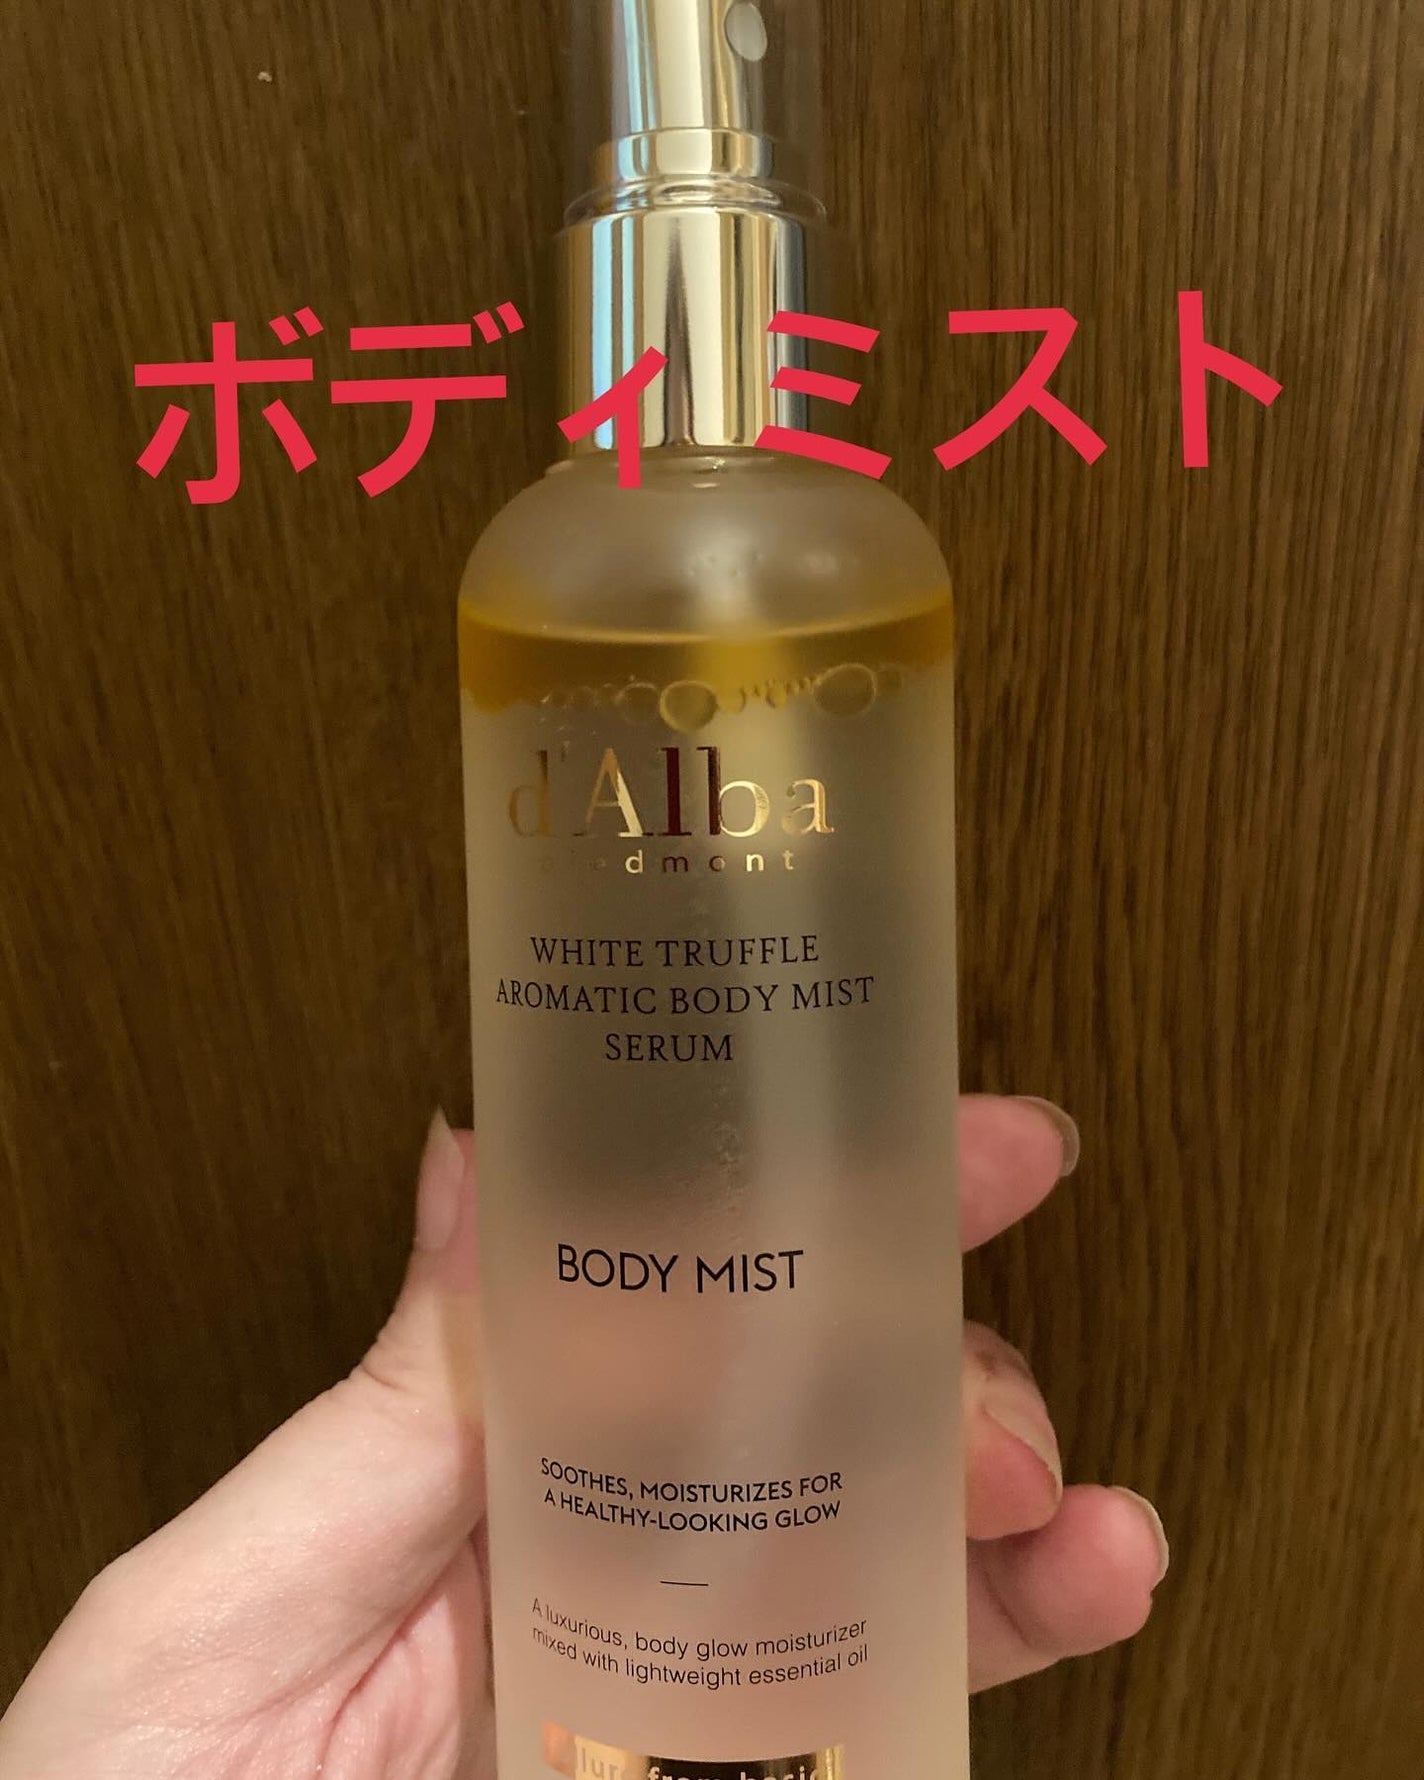 ボディミスト
d'Alba
piedmont
WHITE TRUFFLE
AROMATIC BODY MIST
SERUM
BODY MIST
SOOTHES, MOISTURIZES FOR
A HEALTHY-LOOKING GLOW
A luxurious, body glow moisturizer
mixed with lightweight essential oil